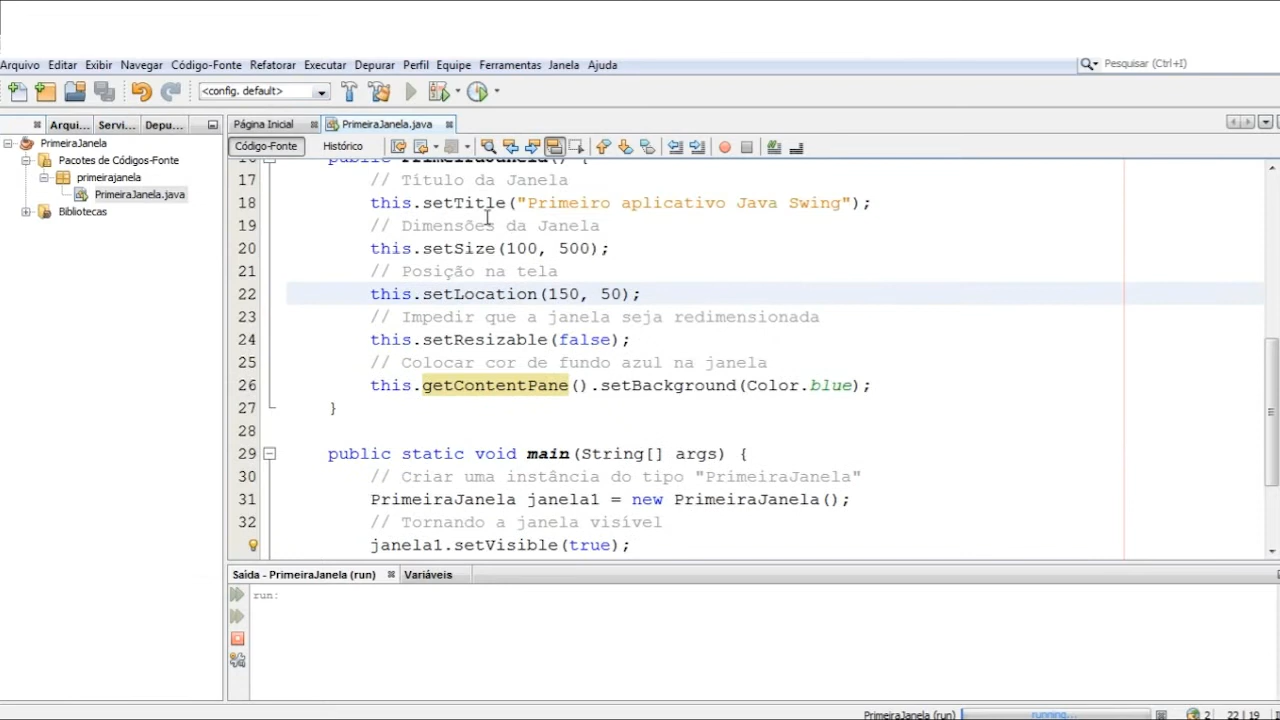 Arquivo Editar Exibir Navegar Código-Fonte Refatorar Executar Depurar Perfil Equipe Ferramentas Janela Ajuda
Pesquisar (Ctrl+I)
<config. default>
Arqui... Servi... Depu...
Página Inicial PrimeiraJanela.java
PrimeiraJanela
Pacotes de Códigos-Fonte
primeirajanela
PrimeiraJanela.java
Bibliotecas
Código-Fonte Histórico
16 public PrimeiraJanela() {
17 // Título da Janela
18 this.setTitle("Primeiro aplicativo Java Swing");
19 // Dimensões da Janela
20 this.setSize(100, 500);
21 // Posição na tela
22 this.setLocation(150, 50);
23 // Impedir que a janela seja redimensionada
24 this.setResizable(false);
25 // Colocar cor de fundo azul na janela
26 this.getContentPane().setBackground(Color.blue);
27 }
28
29 public static void main(String[] args) {
30 // Criar uma instância do tipo "PrimeiraJanela"
31 PrimeiraJanela janela1 = new PrimeiraJanela();
32 // Tornando a janela visível
janela1.setVisible(true);
Saída - PrimeiraJanela (run) Variáveis
run:
PrimeiraJanela (run) running... 2 22 | 19